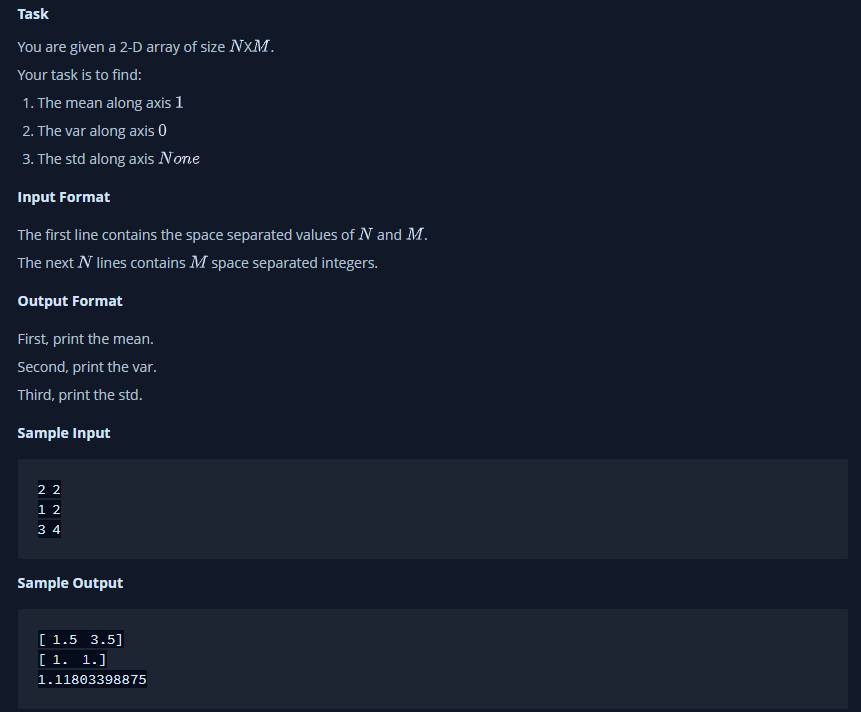 Task
You are given a 2-D array of size NXM.
Your task is to find:
1. The mean along axis 1
2. The var along axis 0
3. The std along axis None
Input Format
The first line contains the space separated values of N and M.
The next N lines contains M space separated integers.
Output Format
First, print the mean.
Second, print the var.
Third, print the std.
Sample Input
2 2
1 2
3 4
Sample Output
[ 1.5  3.5]
[ 1.  1.]
1.11803398875